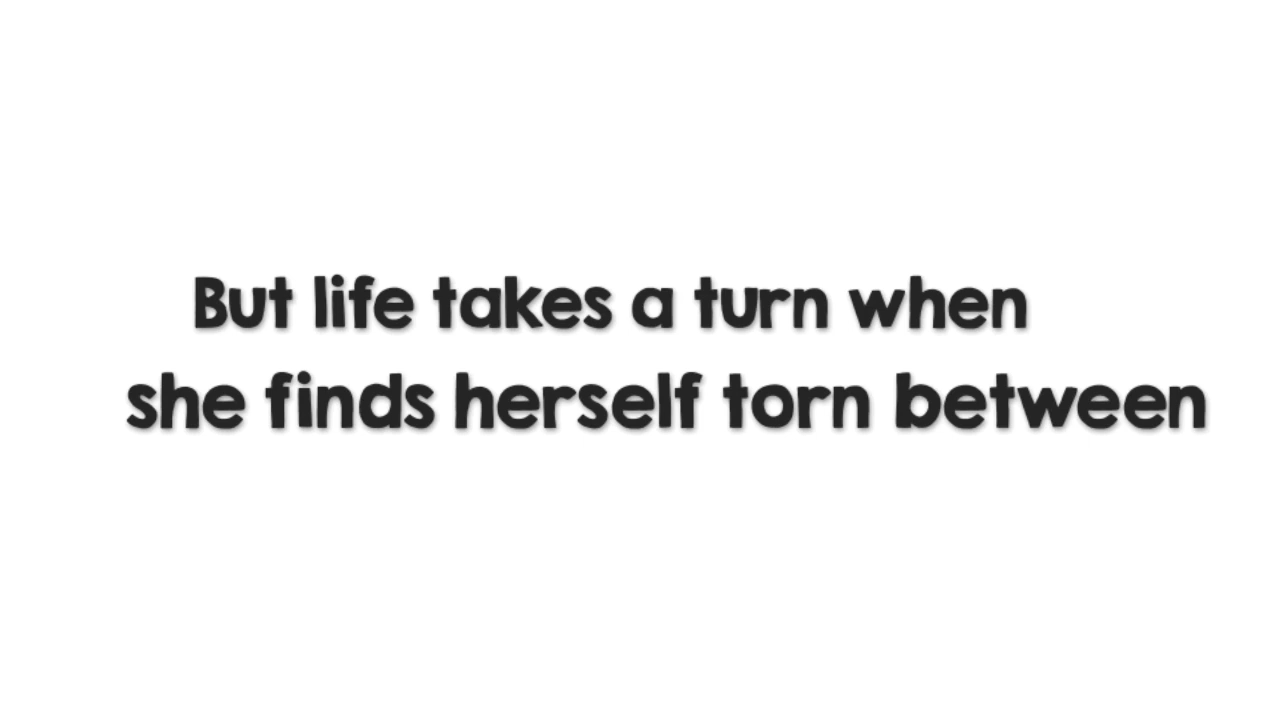 But life takes a turn when
she finds herself torn between